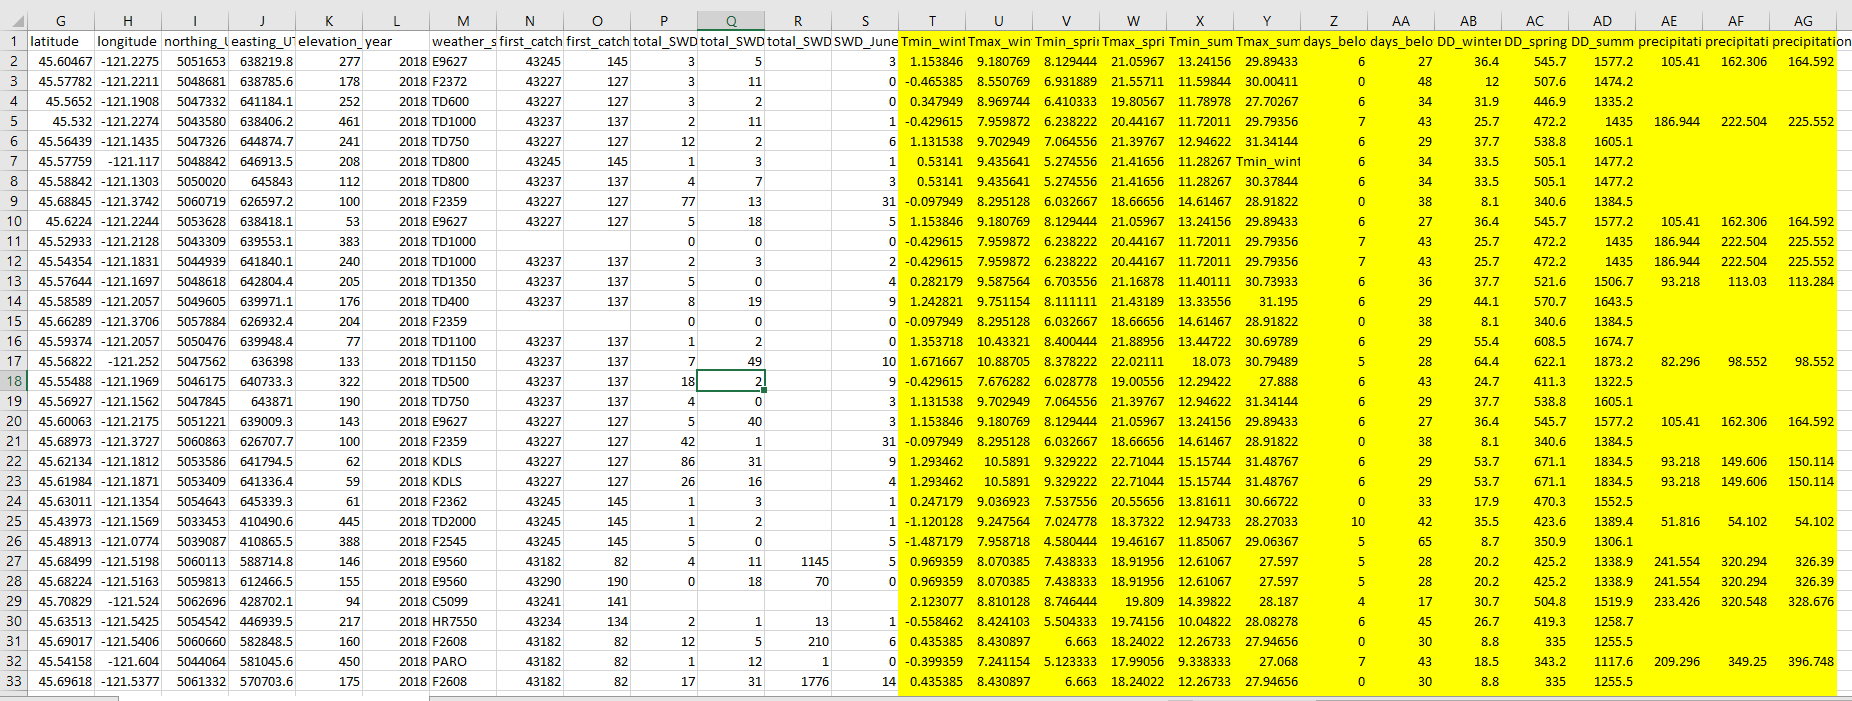 G H I J K L M N O P Q R S T U V W X Y Z AA AB AC AD AE AF AG
1 latitude longitude northing_U easting_UT elevation_ year weather_s first_catch first_catch total_SWD total_SWD total_SWD SWD_June Tmin_wint Tmax_win Tmin_sprin Tmax_spri Tmin_sum Tmax_sum days_belo days_belo DD_winter DD_spring DD_summ precipitati precipitati precipitation
2 45.60467 -121.2275 5051653 638219.8 277 2018 E9627 43245 145 3 5 3 1.153846 9.180769 8.129444 21.05967 13.24156 29.89433 6 27 36.4 545.7 1577.2 105.41 162.306 164.592
3 45.57782 -121.2211 5048681 638785.6 178 2018 F2372 43227 127 3 11 0 -0.465385 8.550769 6.931889 21.55711 11.59844 30.00411 0 48 12 507.6 1474.2
4 45.5652 -121.1908 5047332 641184.1 252 2018 TD600 43227 127 3 2 0 0.347949 8.969744 6.410333 19.80567 11.78978 27.70267 6 34 31.9 446.9 1335.2
5 45.532 -121.2274 5043580 638406.2 461 2018 TD1000 43237 137 2 11 1 -0.429615 7.959872 6.238222 20.44167 11.72011 29.79356 7 43 25.7 472.2 1435 186.944 222.504 225.552
6 45.56439 -121.1435 5047326 644874.7 241 2018 TD750 43227 127 12 2 6 1.131538 9.702949 7.064556 21.39767 12.94622 31.34144 6 29 37.7 538.8 1605.1
7 45.57759 -121.117 5048842 646913.5 208 2018 TD800 43245 145 1 3 1 0.53141 9.435641 5.274556 21.41656 11.28267 Tmin_wint 6 34 33.5 505.1 1477.2
8 45.58842 -121.1303 5050020 645843 112 2018 TD800 43237 137 4 7 3 0.53141 9.435641 5.274556 21.41656 11.28267 30.37844 6 34 33.5 505.1 1477.2
9 45.68845 -121.3742 5060719 626597.2 100 2018 F2359 43227 127 77 13 31 -0.097949 8.295128 6.032667 18.66656 14.61467 28.91822 0 38 8.1 340.6 1384.5
10 45.6224 -121.2244 5053628 638418.1 53 2018 E9627 43227 127 5 18 5 1.153846 9.180769 8.129444 21.05967 13.24156 29.89433 6 27 36.4 545.7 1577.2 105.41 162.306 164.592
11 45.52933 -121.2128 5043309 639553.1 383 2018 TD1000 0 0 0 -0.429615 7.959872 6.238222 20.44167 11.72011 29.79356 7 43 25.7 472.2 1435 186.944 222.504 225.552
12 45.54354 -121.1831 5044939 641840.1 240 2018 TD1000 43237 137 2 3 2 -0.429615 7.959872 6.238222 20.44167 11.72011 29.79356 7 43 25.7 472.2 1435 186.944 222.504 225.552
13 45.57644 -121.1697 5048618 642804.4 205 2018 TD1350 43237 137 5 0 4 0.282179 9.587564 6.703556 21.16878 11.40111 30.73933 6 36 37.7 521.6 1506.7 93.218 113.03 113.284
14 45.58589 -121.2057 5049605 639971.1 176 2018 TD400 43237 137 8 19 9 1.242821 9.751154 8.111111 21.43189 13.33556 31.195 6 29 44.1 570.7 1643.5
15 45.66289 -121.3706 5057884 626932.4 204 2018 F2359 0 0 0 -0.097949 8.295128 6.032667 18.66656 14.61467 28.91822 0 38 8.1 340.6 1384.5
16 45.59374 -121.2057 5050476 639948.4 77 2018 TD1100 43237 137 1 2 0 1.353718 10.43321 8.400444 21.88956 13.44722 30.69789 6 29 55.4 608.5 1674.7
17 45.56822 -121.252 5047562 636398 133 2018 TD1150 43237 137 7 49 10 1.671667 10.88705 8.378222 22.02111 18.073 30.79489 5 28 64.4 622.1 1873.2 82.296 98.552 98.552
18 45.55488 -121.1969 5046175 640733.3 322 2018 TD500 43237 137 18 2 9 -0.429615 7.676282 6.028778 19.00556 12.29422 27.888 6 43 24.7 411.3 1322.5
19 45.56927 -121.1562 5047845 643871 190 2018 TD750 43237 137 4 0 3 1.131538 9.702949 7.064556 21.39767 12.94622 31.34144 6 29 37.7 538.8 1605.1
20 45.60063 -121.2175 5051221 639009.3 143 2018 E9627 43227 127 5 40 3 1.153846 9.180769 8.129444 21.05967 13.24156 29.89433 6 27 36.4 545.7 1577.2 105.41 162.306 164.592
21 45.68973 -121.3727 5060863 626707.7 100 2018 F2359 43227 127 42 1 31 -0.097949 8.295128 6.032667 18.66656 14.61467 28.91822 0 38 8.1 340.6 1384.5
22 45.62134 -121.1812 5053586 641794.5 62 2018 KDLS 43227 127 86 31 9 1.293462 10.5891 9.329222 22.71044 15.15744 31.48767 6 29 53.7 671.1 1834.5 93.218 149.606 150.114
23 45.61984 -121.1871 5053409 641336.4 59 2018 KDLS 43227 127 26 16 4 1.293462 10.5891 9.329222 22.71044 15.15744 31.48767 6 29 53.7 671.1 1834.5 93.218 149.606 150.114
24 45.63011 -121.1354 5054643 645339.3 61 2018 F2362 43245 145 1 3 1 0.247179 9.036923 7.537556 20.55656 13.81611 30.66722 0 33 17.9 470.3 1552.5
25 45.43973 -121.1569 5033453 410490.6 445 2018 TD2000 43245 145 1 2 1 -1.120128 9.247564 7.024778 18.37322 12.94733 28.27033 10 42 35.5 423.6 1389.4 51.816 54.102 54.102
26 45.48913 -121.0774 5039087 410865.5 388 2018 F2545 43245 145 5 0 5 -1.487179 7.958718 4.580444 19.46167 11.85067 29.06367 5 65 8.7 350.9 1306.1
27 45.68499 -121.5198 5060113 588714.8 146 2018 E9560 43182 82 4 11 1145 5 0.969359 8.070385 7.438333 18.91956 12.61067 27.597 5 28 20.2 425.2 1338.9 241.554 320.294 326.39
28 45.68224 -121.5163 5059813 612466.5 155 2018 E9560 43290 190 0 18 70 0 0.969359 8.070385 7.438333 18.91956 12.61067 27.597 5 28 20.2 425.2 1338.9 241.554 320.294 326.39
29 45.70829 -121.524 5062696 428702.1 94 2018 C5099 43241 141 2.123077 8.810128 8.746444 19.809 14.39822 28.187 4 17 30.7 504.8 1519.9 233.426 320.548 328.676
30 45.63513 -121.5425 5054542 446939.5 217 2018 HR7550 43234 134 2 1 13 1 -0.558462 8.424103 5.504333 19.74156 10.04822 28.08278 6 45 26.7 419.3 1258.7
31 45.69017 -121.5406 5060660 582848.5 160 2018 F2608 43182 82 12 5 210 6 0.435385 8.430897 6.663 18.24022 12.26733 27.94656 0 30 8.8 335 1255.5
32 45.54158 -121.604 5044064 581045.6 450 2018 PARO 43182 82 1 12 1 0 -0.399359 7.241154 5.123333 17.99056 9.338333 27.068 7 43 18.5 343.2 1117.6 209.296 349.25 396.748
33 45.69618 -121.5377 5061332 570703.6 175 2018 F2608 43182 82 17 31 1776 14 0.435385 8.430897 6.663 18.24022 12.26733 27.94656 0 30 8.8 335 1255.5